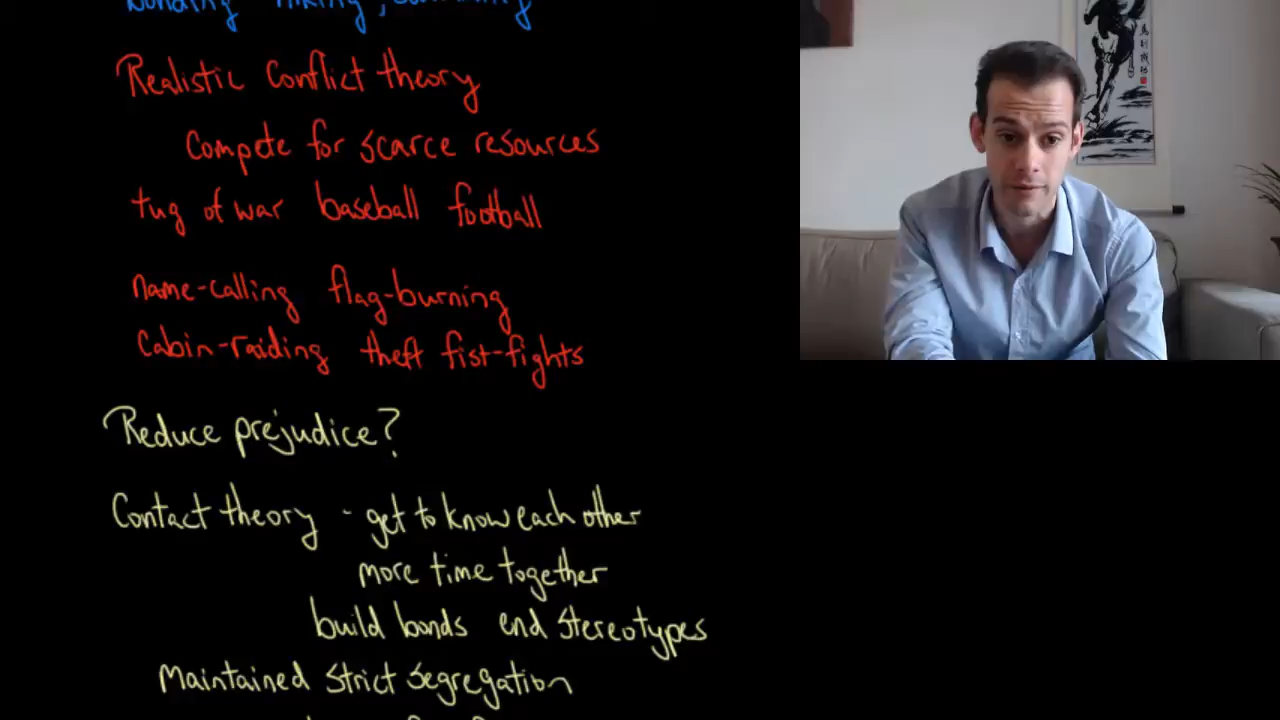 bonding hiking,
Realistic Conflict theory
Compete for scarce resources
tug of war baseball football
name-calling flag-burning
Cabin-raiding theft fist-fights
Reduce prejudice?
Contact theory - get to know each other
more time together
build bonds end stereotypes
Maintained strict segregation